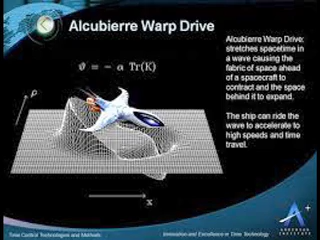 Alcubierre Warp Drive
ϑ = − α Tr(K)
ρ
x
Alcubierre Warp Drive:
stretches spacetime in
a wave causing the
fabric of space ahead
of a spacecraft to
contract and the space
behind it to expand.
The ship can ride the
wave to accelerate to
high speeds and time
travel.
A+
ANDERSON
INSTITUTE
Time Control Technologies and Methods
Innovation and Excellence in Time Technology